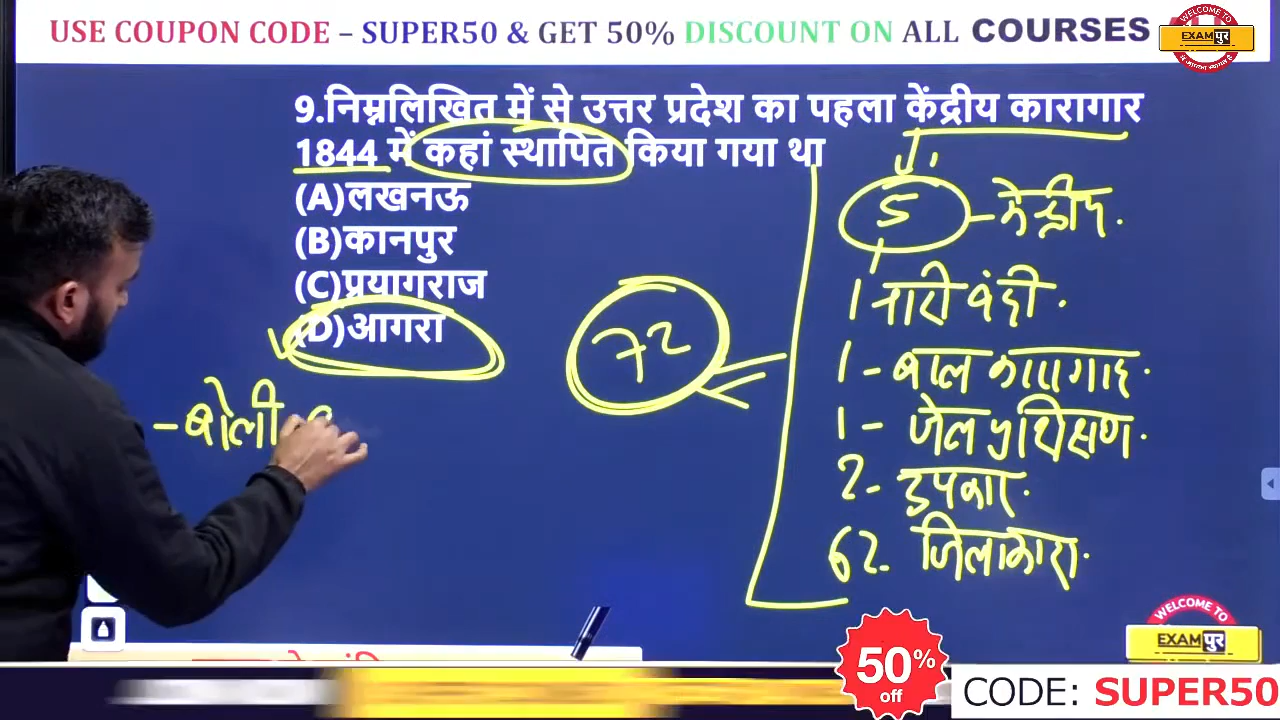 USE COUPON CODE – SUPER50 & GET 50% DISCOUNT ON ALL COURSES
WELCOME TO
EXAMपुर
9.निम्नलिखित में से उत्तर प्रदेश का पहला केंद्रीय कारागार
1844 में कहां स्थापित किया गया था
(A)लखनऊ
(B)कानपुर
(C)प्रयागराज
(D)आगरा
72
5 – केन्द्रीय.
1 नारी बंदी.
1 - बाल कारागार.
1 - जेल प्रशिक्षण.
2 - उपकारा.
62. जिलाकारा.
- बोली
WELCOME TO
EXAMपुर
50% off
CODE: SUPER50